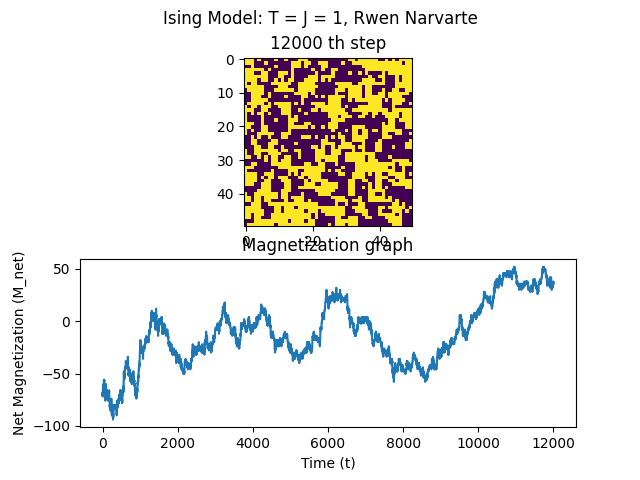 Ising Model: T = J = 1, Rwen Narvarte
12000 th step
0
10
20
30
40
0 20 40
Magnetization graph
Net Magnetization (M_net)
50
0
−50
−100
0 2000 4000 6000 8000 10000 12000
Time (t)